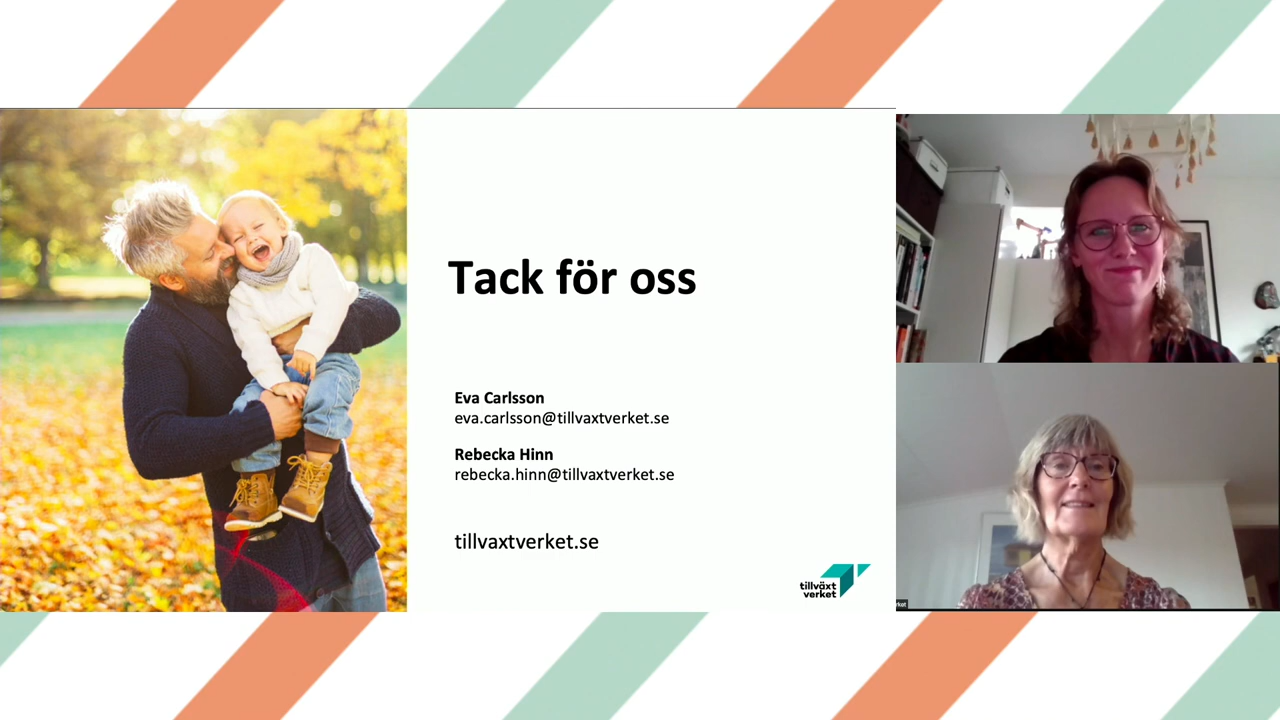 Tack för oss
Eva Carlsson
eva.carlsson@tillvaxtverket.se
Rebecka Hinn
rebecka.hinn@tillvaxtverket.se
tillvaxtverket.se
tillväxt
verket